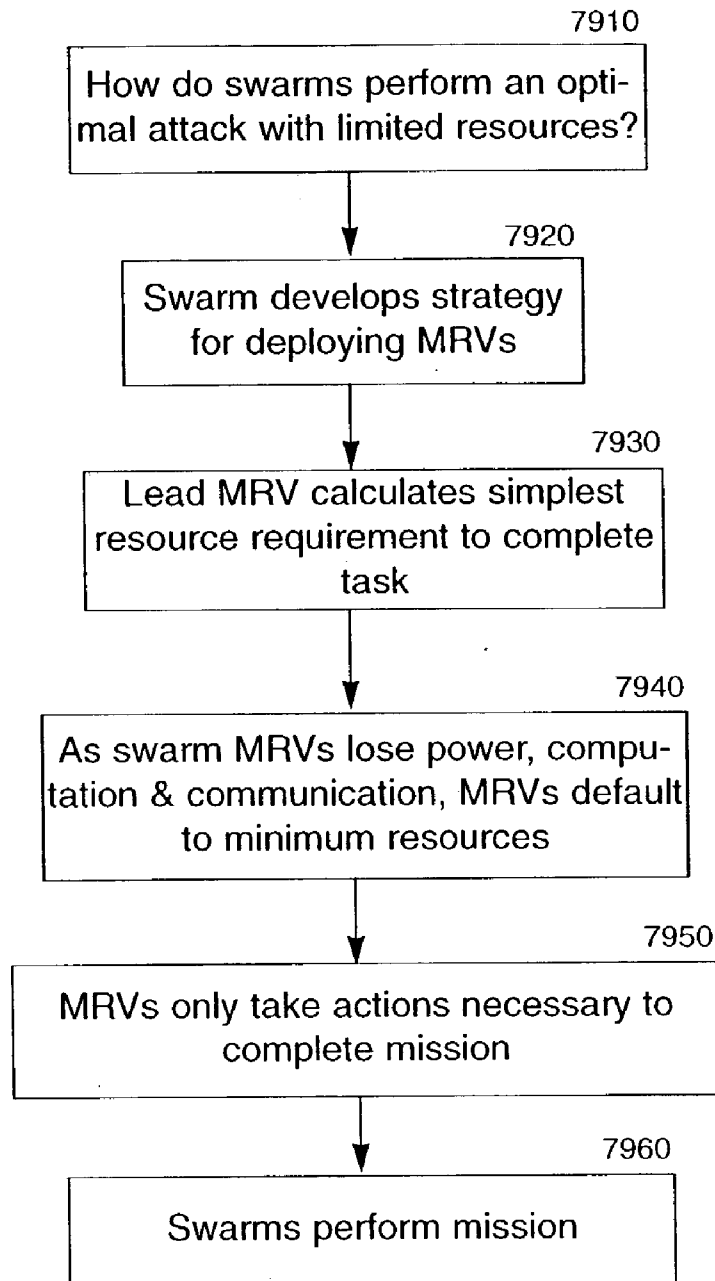 7910
How do swarms perform an opti-
mal attack with limited resources?
7920
Swarm develops strategy
for deploying MRVs
7930
Lead MRV calculates simplest
resource requirement to complete
task
7940
As swarm MRVs lose power, compu-
tation & communication, MRVs default
to minimum resources
7950
MRVs only take actions necessary to
complete mission
7960
Swarms perform mission